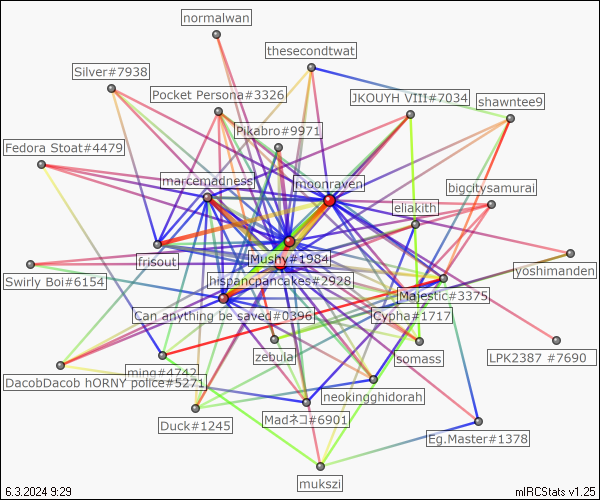 normalwan
thesecondtwat
Silver#7938
Pocket Persona#3326
JKOUYH VIII#7034
shawntee9
Pikabro#9971
Fedora Stoat#4479
marcemadness
moonraven
bigcitysamurai
eliakith
frisout
Mushy#1984
yoshimanden
Swirly Boi#6154
hispancpancakes#2928
Majestic#3375
Can anything be saved#0396
Cypha#1717
zebula
somass
LPK2387 #7690
ming#4742
DacobDacob hORNY police#5271
neokingghidorah
Duck#1245
Madネコ#6901
Eg.Master#1378
mukszi
6.3.2024 9:29
mIRCStats v1.25